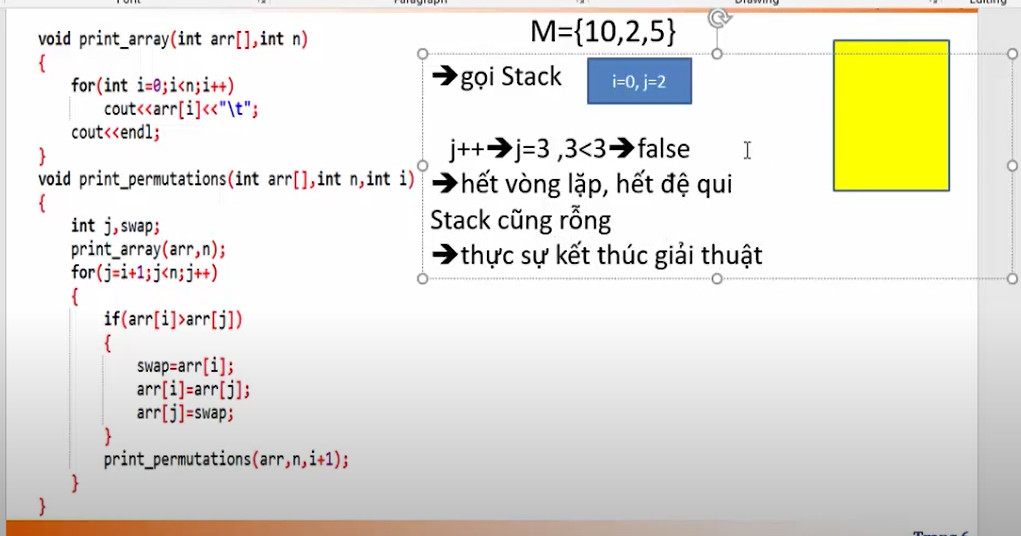 Font
Paragraph
Drawing
Editing
void print_array(int arr[],int n)
{
for(int i=0;i<n;i++)
cout<<arr[i]<<"\t";
cout<<endl;
}
void print_permutations(int arr[],int n,int i)
{
int j,swap;
print_array(arr,n);
for(j=i+1;j<n;j++)
{
if(arr[i]>arr[j])
{
swap=arr[i];
arr[i]=arr[j];
arr[j]=swap;
}
print_permutations(arr,n,i+1);
}
}
M={10,2,5}
➔gọi Stack
i=0, j=2
j++➔j=3 ,3<3➔false
➔hết vòng lặp, hết đệ qui
Stack cũng rỗng
➔thực sự kết thúc giải thuật
Trang 6